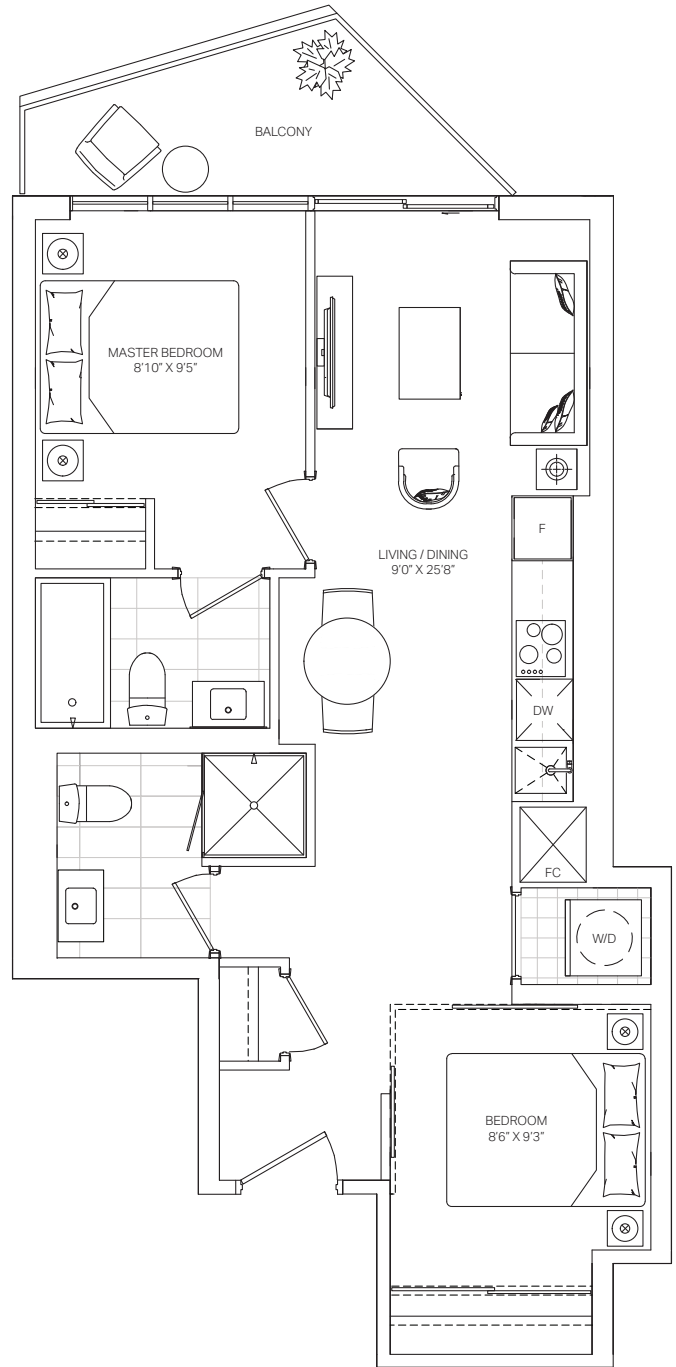 BALCONY
MASTER BEDROOM
8'10" X 9'5"
F
LIVING / DINING
9'0" X 25'8"
DW
FC
W/D
BEDROOM
8'6" X 9'3"